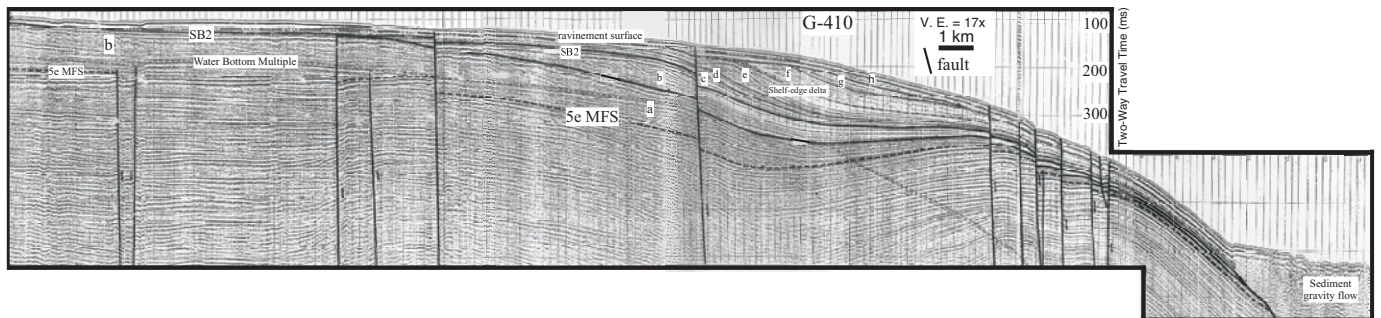 G-410
V. E. = 17x
1 km
fault
100
200
300
Two-Way Travel Time (ms)
SB2
ravinement surface
SB2
b
5e MFS
Water Bottom Multiple
b
c
d
e
f
g
h
Shelf-edge delta
a
5e MFS
Sediment
gravity flow